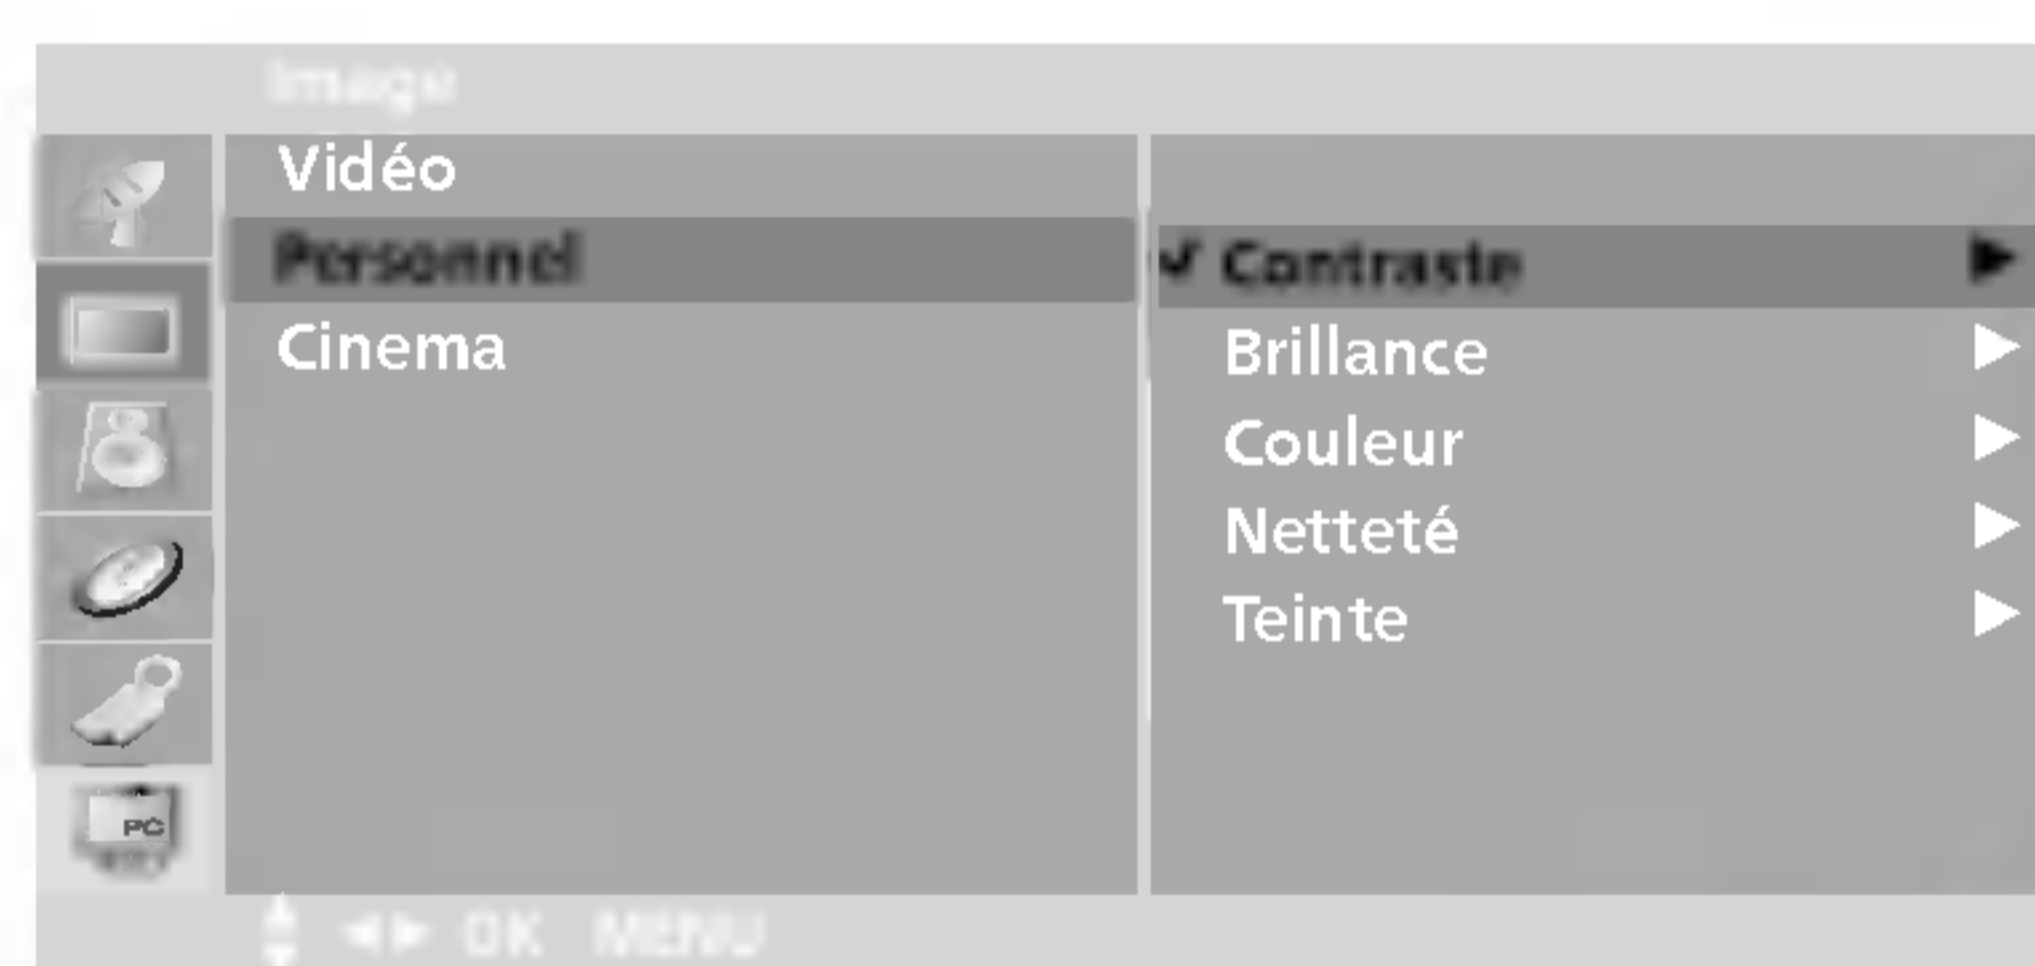 Image
Vidéo
Personnel
Cinema
✓ Contraste ▶
Brillance ▶
Couleur ▶
Netteté ▶
Teinte ▶
PC
OK MENU